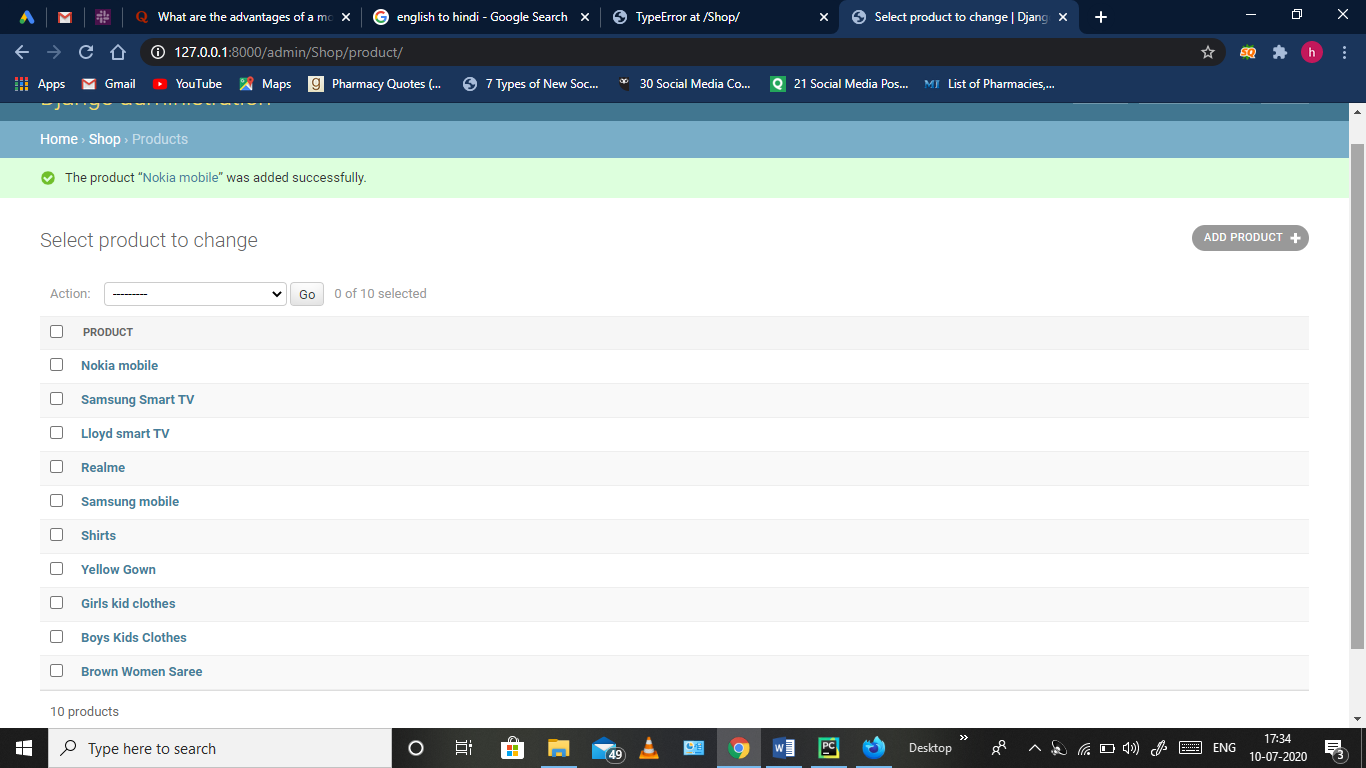 What are the advantages of a mo
english to hindi - Google Search
TypeError at /Shop/
Select product to change | Djang
127.0.0.1:8000/admin/Shop/product/
h
Apps
Gmail
YouTube
Maps
Pharmacy Quotes (...
7 Types of New Soc...
30 Social Media Co...
21 Social Media Pos...
List of Pharmacies,...
Django administration
Home › Shop › Products
The product “Nokia mobile” was added successfully.
Select product to change
ADD PRODUCT +
Action:
---------
Go
0 of 10 selected
PRODUCT
Nokia mobile
Samsung Smart TV
Lloyd smart TV
Realme
Samsung mobile
Shirts
Yellow Gown
Girls kid clothes
Boys Kids Clothes
Brown Women Saree
10 products
Type here to search
49
Desktop
ENG
17:34
10-07-2020
3